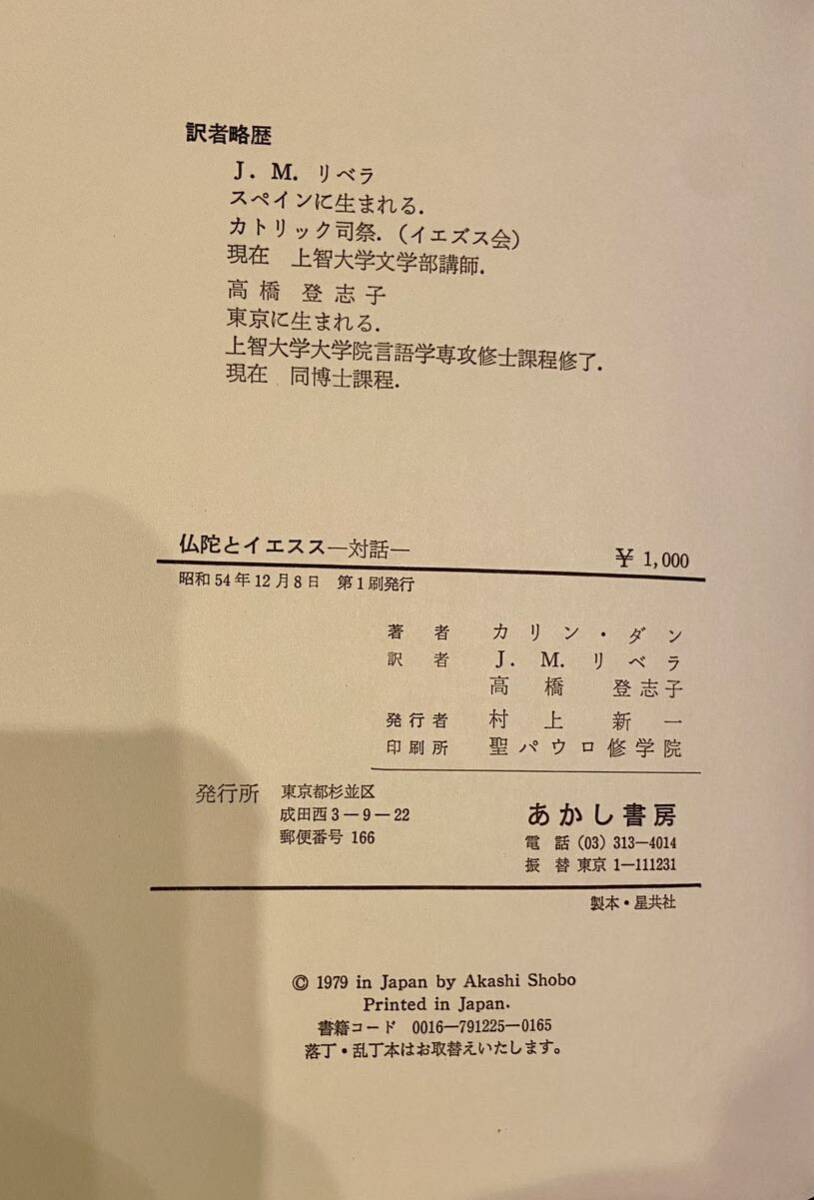 訳者略歴
J. M. リベラ
スペインに生まれる.
カトリック司祭.(イエズス会)
現在 上智大学文学部講師.
高橋 登志子
東京に生まれる.
上智大学大学院言語学専攻修士課程修了.
現在 同博士課程.
仏陀とイエスス―対話― ¥ 1,000
昭和54年12月8日 第1刷発行
著者 カリン・ダン
訳者 J. M. リベラ
高橋 登志子
発行者 村上新一
印刷所 聖パウロ修学院
発行所 東京都杉並区
成田西3―9―22
郵便番号 166
あかし書房
電話 (03) 313―4014
振替 東京 1―111231
製本・星共社
© 1979 in Japan by Akashi Shobo
Printed in Japan.
書籍コード 0016―791225―0165
落丁・乱丁本はお取替えいたします。